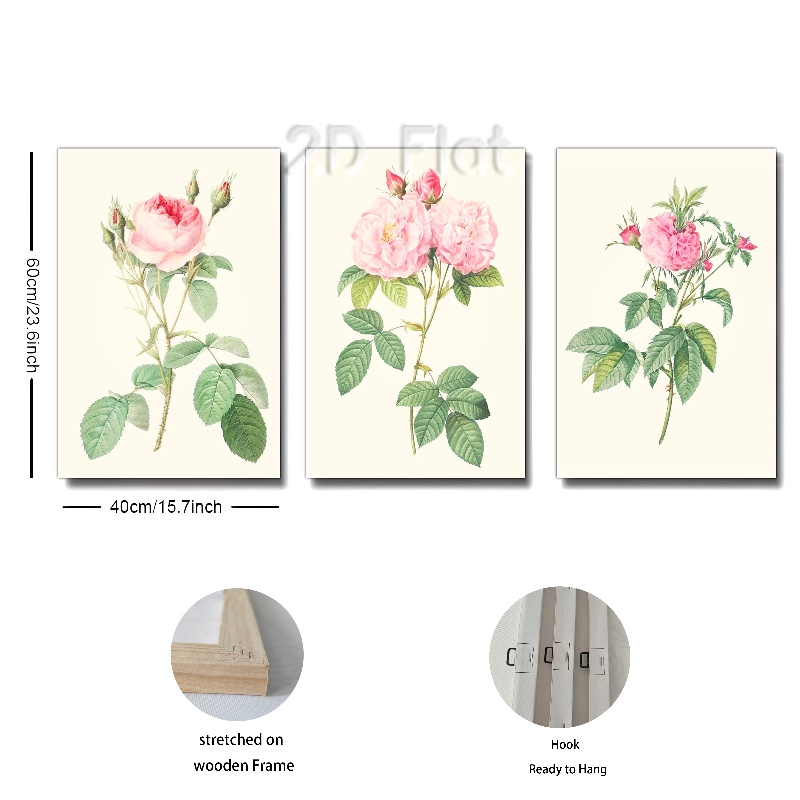 2D Flat
60cm/23.6inch
40cm/15.7inch
stretched on
wooden Frame
Hook
Ready to Hang